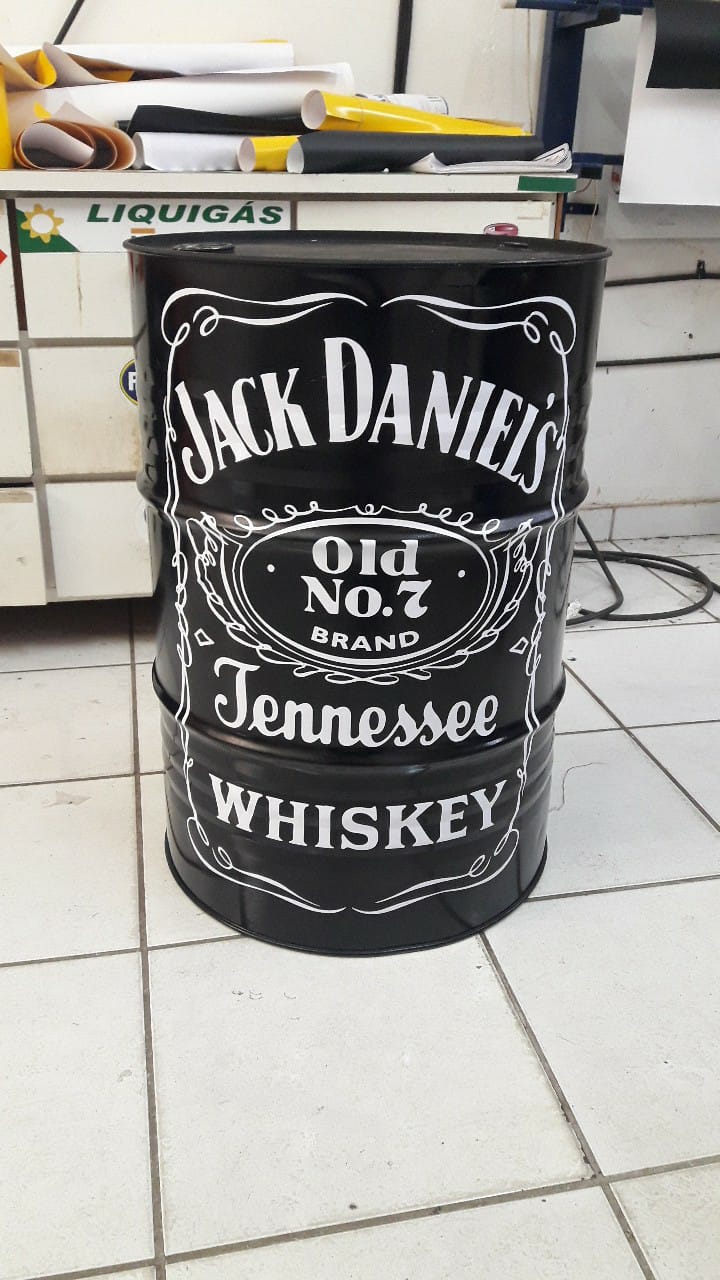 LIQUIGÁS
JACK DANIEL'S
Old
No.7
BRAND
Tennessee
WHISKEY